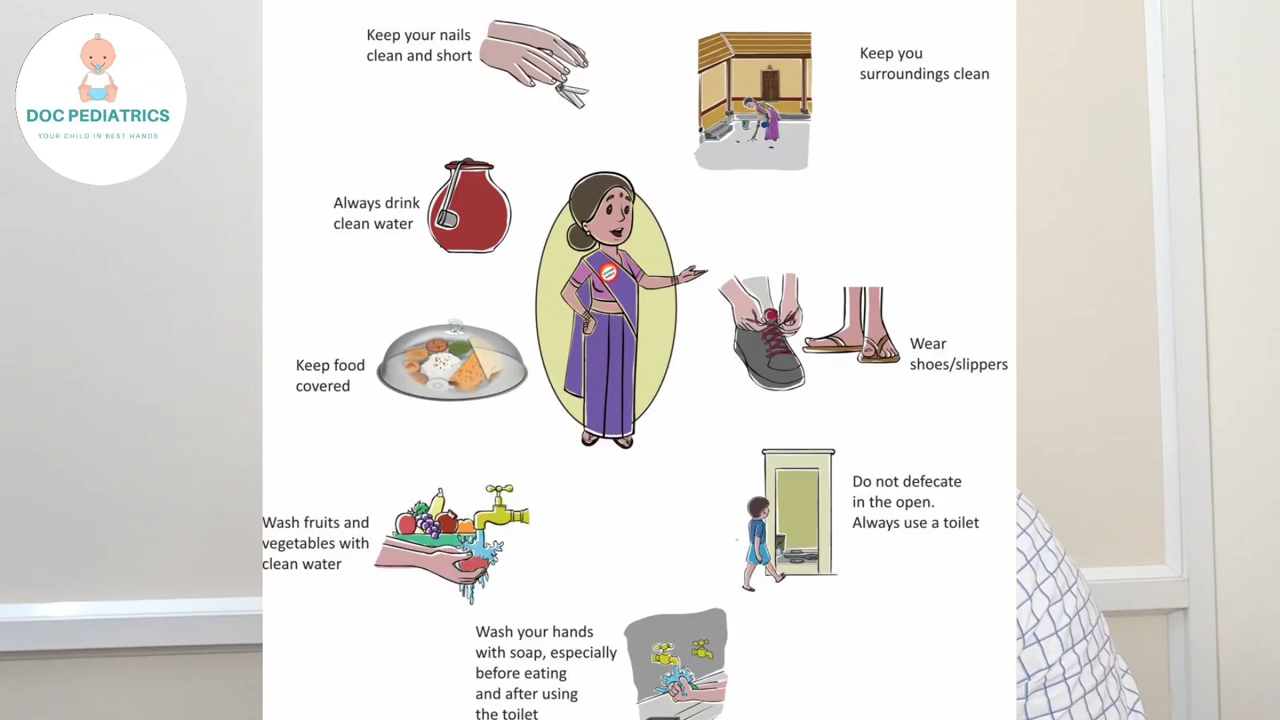 DOC PEDIATRICS
YOUR CHILD IN BEST HANDS
Keep your nails
clean and short
Keep you
surroundings clean
Always drink
clean water
Keep food
covered
Wear
shoes/slippers
Wash fruits and
vegetables with
clean water
Do not defecate
in the open.
Always use a toilet
Wash your hands
with soap, especially
before eating
and after using
the toilet